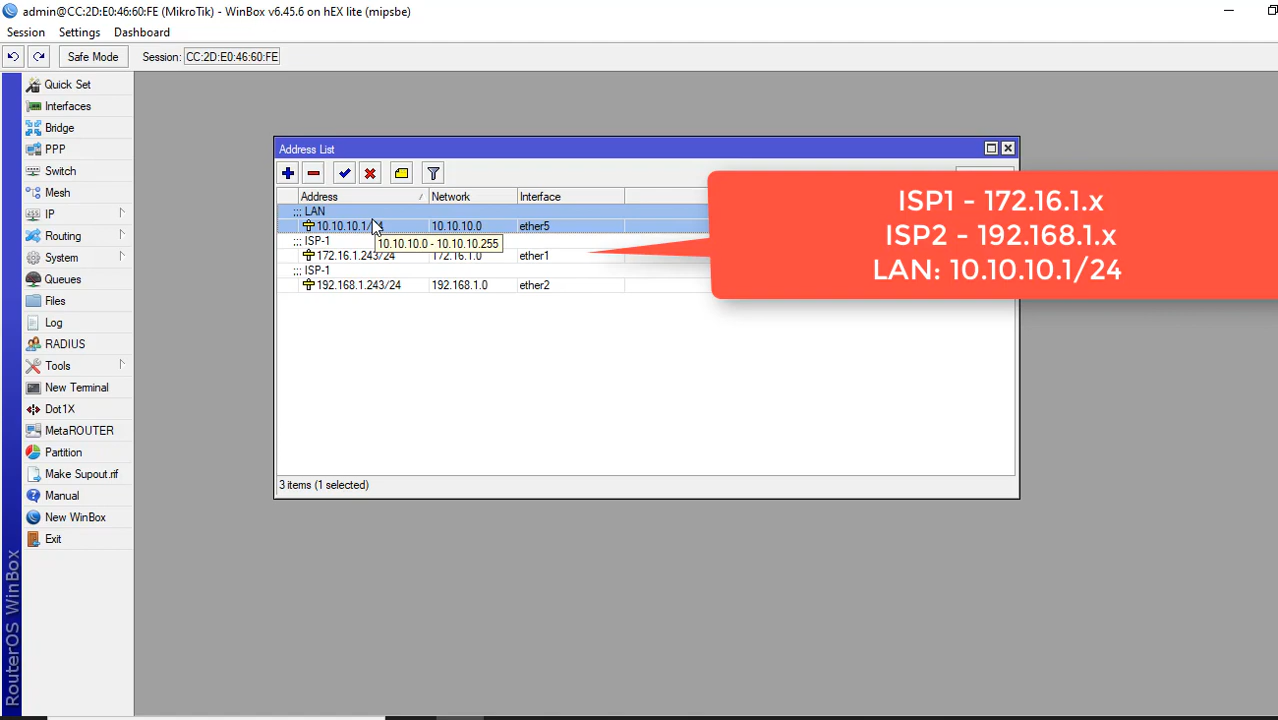 admin@CC:2D:E0:46:60:FE (MikroTik) - WinBox v6.45.6 on hEX lite (mipsbe)
Session Settings Dashboard
Safe Mode Session: CC:2D:E0:46:60:FE
Quick Set
Interfaces
Bridge
PPP
Switch
Mesh
IP
Routing
System
Queues
Files
Log
RADIUS
Tools
New Terminal
Dot1X
MetaROUTER
Partition
Make Supout.rif
Manual
New WinBox
Exit
RouterOS WinBox
Address List
Address / Network Interface
;;; LAN
10.10.10.1/ 10.10.10.0 ether5
;;; ISP-1
10.10.10.0 - 10.10.10.255
172.16.1.243/24 172.16.1.0 ether1
;;; ISP-1
192.168.1.243/24 192.168.1.0 ether2
3 items (1 selected)
ISP1 - 172.16.1.x
ISP2 - 192.168.1.x
LAN: 10.10.10.1/24